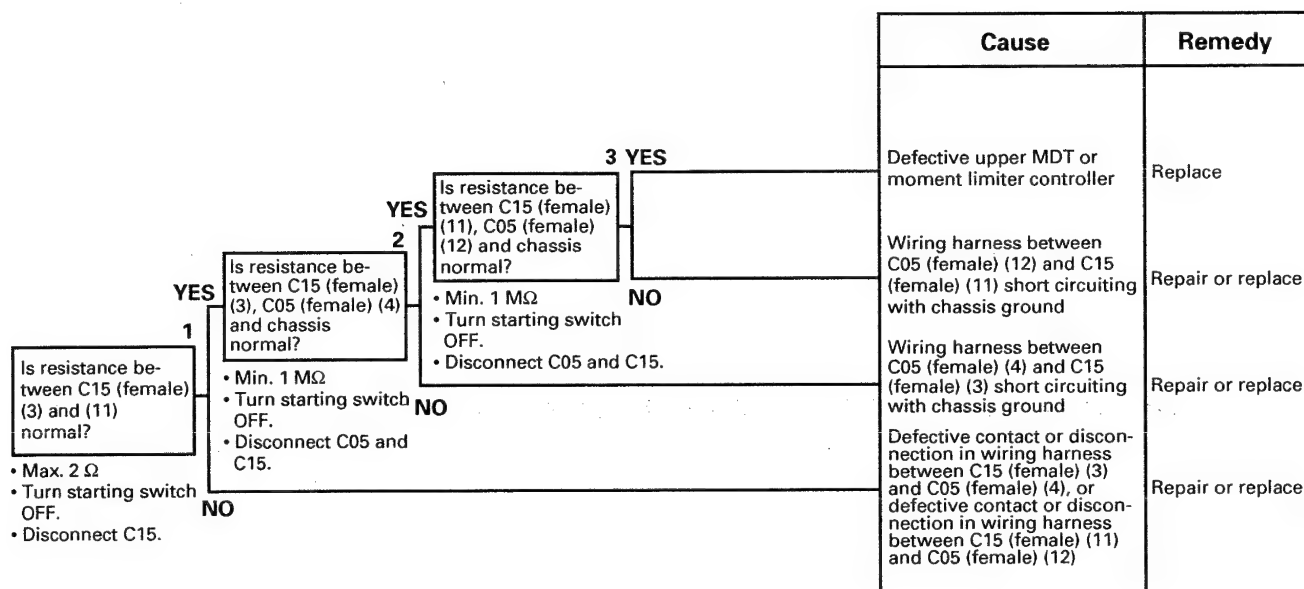 Cause
Remedy
3 YES
Is resistance be-
tween C15 (female)
(11), C05 (female)
(12) and chassis
normal?
• Min. 1 MΩ
• Turn starting switch
OFF.
• Disconnect C05 and C15.
NO
YES
2
Is resistance be-
tween C15 (female)
(3), C05 (female) (4)
and chassis
normal?
• Min. 1 MΩ
• Turn starting switch
OFF.
• Disconnect C05 and
C15.
NO
YES
1
Is resistance be-
tween C15 (female)
(3) and (11)
normal?
• Max. 2 Ω
• Turn starting switch
OFF.
• Disconnect C15.
NO
Defective upper MDT or
moment limiter controller
Replace
Wiring harness between
C05 (female) (12) and C15
(female) (11) short circuiting
with chassis ground
Repair or replace
Wiring harness between
C05 (female) (4) and C15
(female) (3) short circuiting
with chassis ground
Repair or replace
Defective contact or discon-
nection in wiring harness
between C15 (female) (3)
and C05 (female) (4), or
defective contact or discon-
nection in wiring harness
between C15 (female) (11)
and C05 (female) (12)
Repair or replace